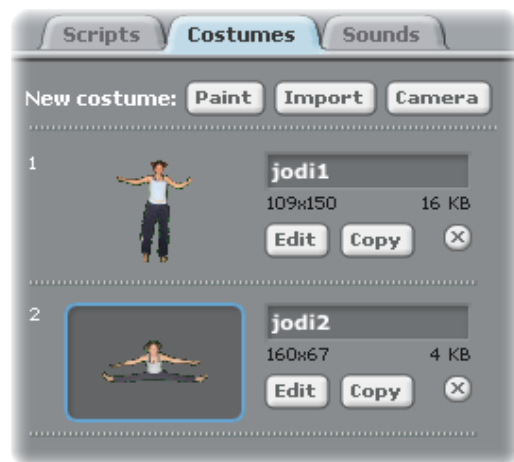 Scripts Costumes Sounds
New costume: Paint Import Camera
1
jodi1
109x150 16 KB
Edit Copy
2
jodi2
160x67 4 KB
Edit Copy